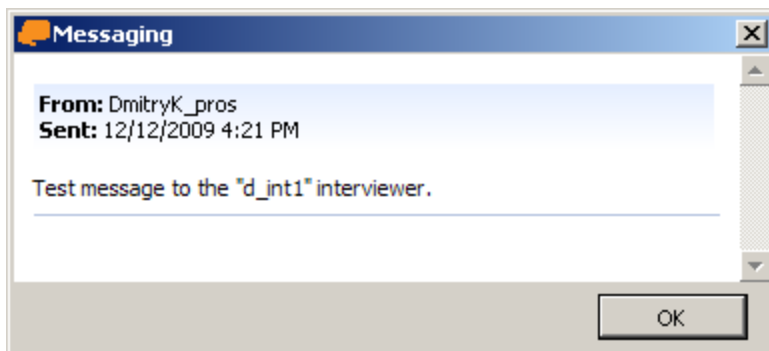 Messaging
From: DmitryK_pros
Sent: 12/12/2009 4:21 PM
Test message to the "d_int1" interviewer.
OK